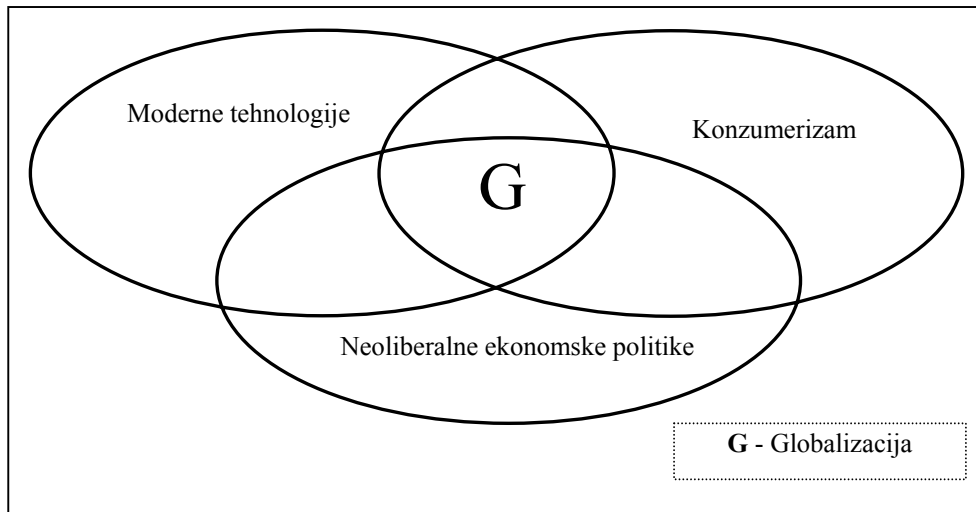 Moderne tehnologije
Konzumerizam
G
Neoliberalne ekonomske politike
G - Globalizacija